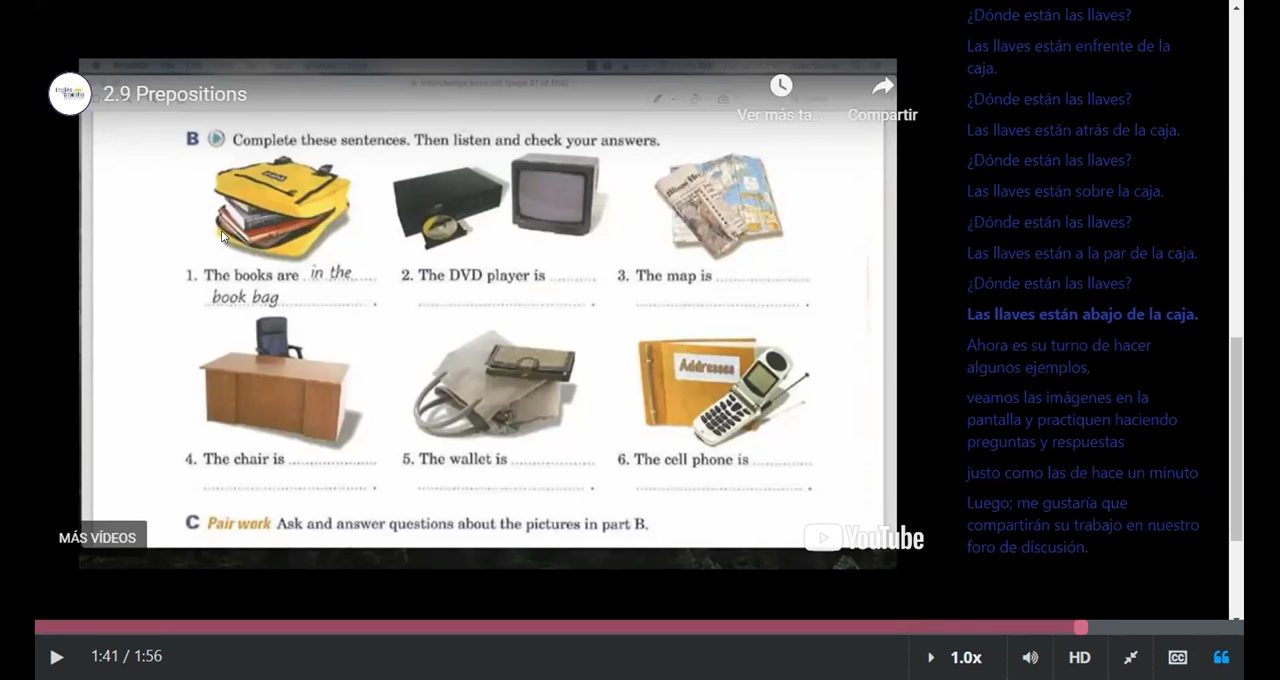 2.9 Prepositions
Ver más ta...
Compartir
B Complete these sentences. Then listen and check your answers.
1. The books are in the
book bag .
2. The DVD player is ............
............ .
3. The map is ............
............ .
Addresses
4. The chair is ............
............ .
5. The wallet is ............
............ .
6. The cell phone is ............
............ .
C Pair work Ask and answer questions about the pictures in part B.
MÁS VÍDEOS
YouTube
¿Dónde están las llaves?
Las llaves están enfrente de la
caja.
¿Dónde están las llaves?
Las llaves están atrás de la caja.
¿Dónde están las llaves?
Las llaves están sobre la caja.
¿Dónde están las llaves?
Las llaves están a la par de la caja.
¿Dónde están las llaves?
Las llaves están abajo de la caja.
Ahora es su turno de hacer
algunos ejemplos,
veamos las imágenes en la
pantalla y practiquen haciendo
preguntas y respuestas
justo como las de hace un minuto
Luego; me gustaría que
compartirán su trabajo en nuestro
foro de discusión.
1:41 / 1:56
1.0x
HD
CC